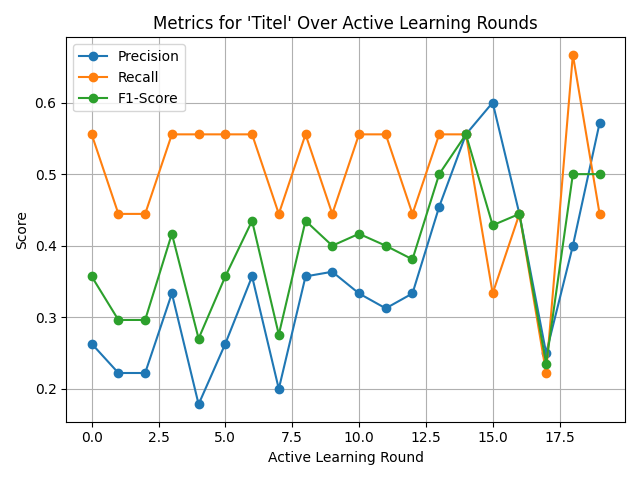 Metrics for 'Titel' Over Active Learning Rounds
Precision
Recall
F1-Score
Score
0.6
0.5
0.4
0.3
0.2
0.0 2.5 5.0 7.5 10.0 12.5 15.0 17.5
Active Learning Round